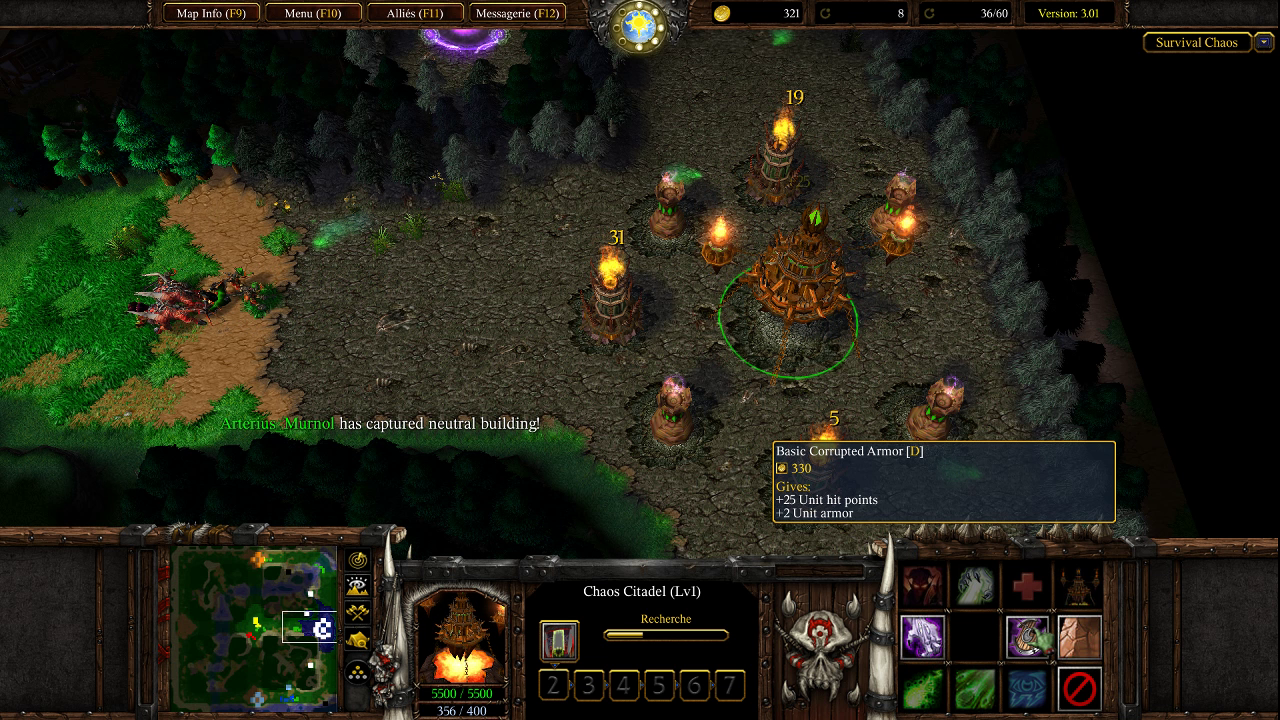 Map Info (F9)
Menu (F10)
Alliés (F11)
Messagerie (F12)
321
8
36/60
Version: 3.01
Survival Chaos
19
31
Arterius_Murnol has captured neutral building!
5
Basic Corrupted Armor [D]
330
Gives:
+25 Unit hit points
+2 Unit armor
Chaos Citadel (Lv1)
Recherche
2 3 4 5 6 7
5500 / 5500
356 / 400